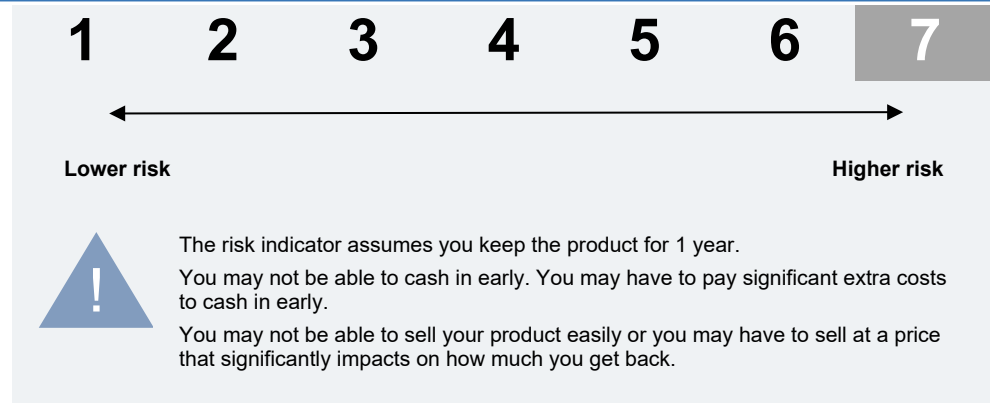 1 2 3 4 5 6 7
Lower risk Higher risk
!
The risk indicator assumes you keep the product for 1 year.
You may not be able to cash in early. You may have to pay significant extra costs
to cash in early.
You may not be able to sell your product easily or you may have to sell at a price
that significantly impacts on how much you get back.